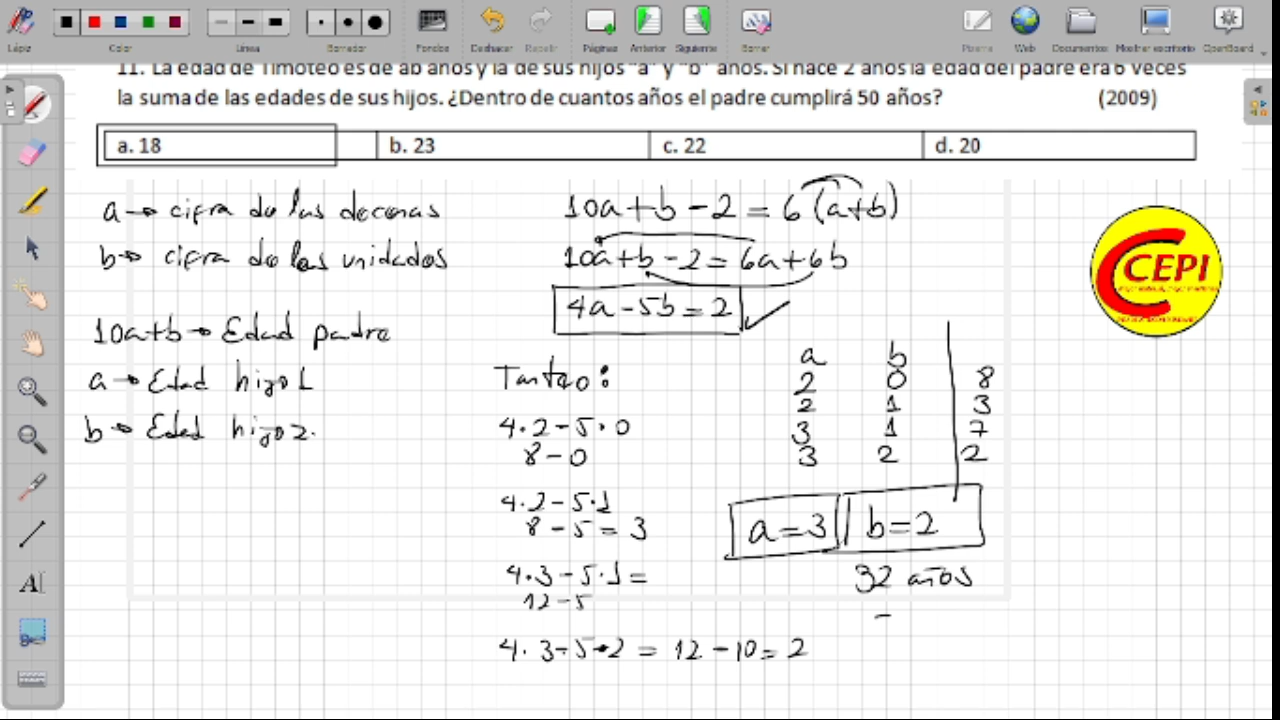 Lápiz Color Línea Borrador Fondos Deshacer Repetir Páginas Anterior Siguiente Borrar Pizarra Web Documentos Mostrar escritorio OpenBoard
11. La edad de Timoteo es de ab años y la de sus hijos "a" y "b" años. Si hace 2 años la edad del padre era 6 veces
la suma de las edades de sus hijos. ¿Dentro de cuantos años el padre cumplirá 50 años? (2009)
a. 18 b. 23 c. 22 d. 20
a → cifra de las decenas
b → cifra de las unidades
10a+b → Edad padre
a → Edad hijo 1
b → Edad hijo 2.
10a+b-2=6(a+b)
10a+b-2=6a+6b
4a-5b=2
Tanteo:
4·2-5·0
8-0
4·2-5·1
8-5=3
4·3-5·1=
12-5
4·3-5·2=12-10=2
a b
2 0 8
2 1 3
3 1 7
3 2 2
a=3 b=2
32 años
CEPI